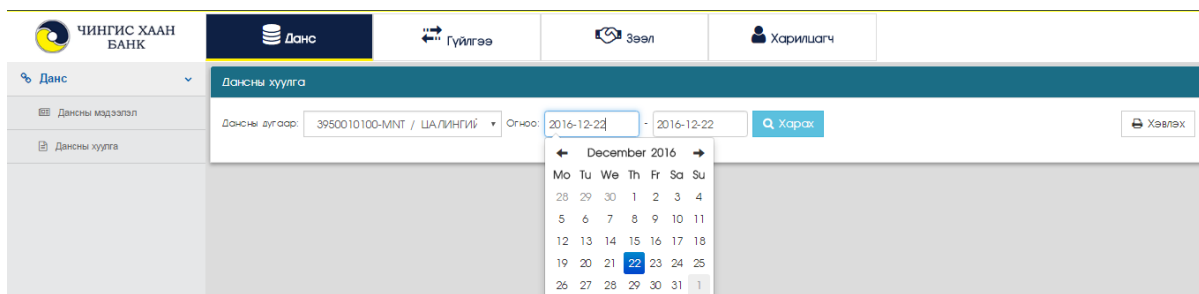 ЧИНГИС ХААН
БАНК
Данс
Гүйлгээ
Зээл
Харилцагч
Данс
Дансны мэдээлэл
Дансны хуулга
Дансны хуулга
Дансны дугаар: 3950010100-MNT / ЦАЛИНГИЙ Огноо: 2016-12-22 - 2016-12-22 Харах Хэвлэх
December 2016
Mo Tu We Th Fr Sa Su
28 29 30 1 2 3 4
5 6 7 8 9 10 11
12 13 14 15 16 17 18
19 20 21 22 23 24 25
26 27 28 29 30 31 1